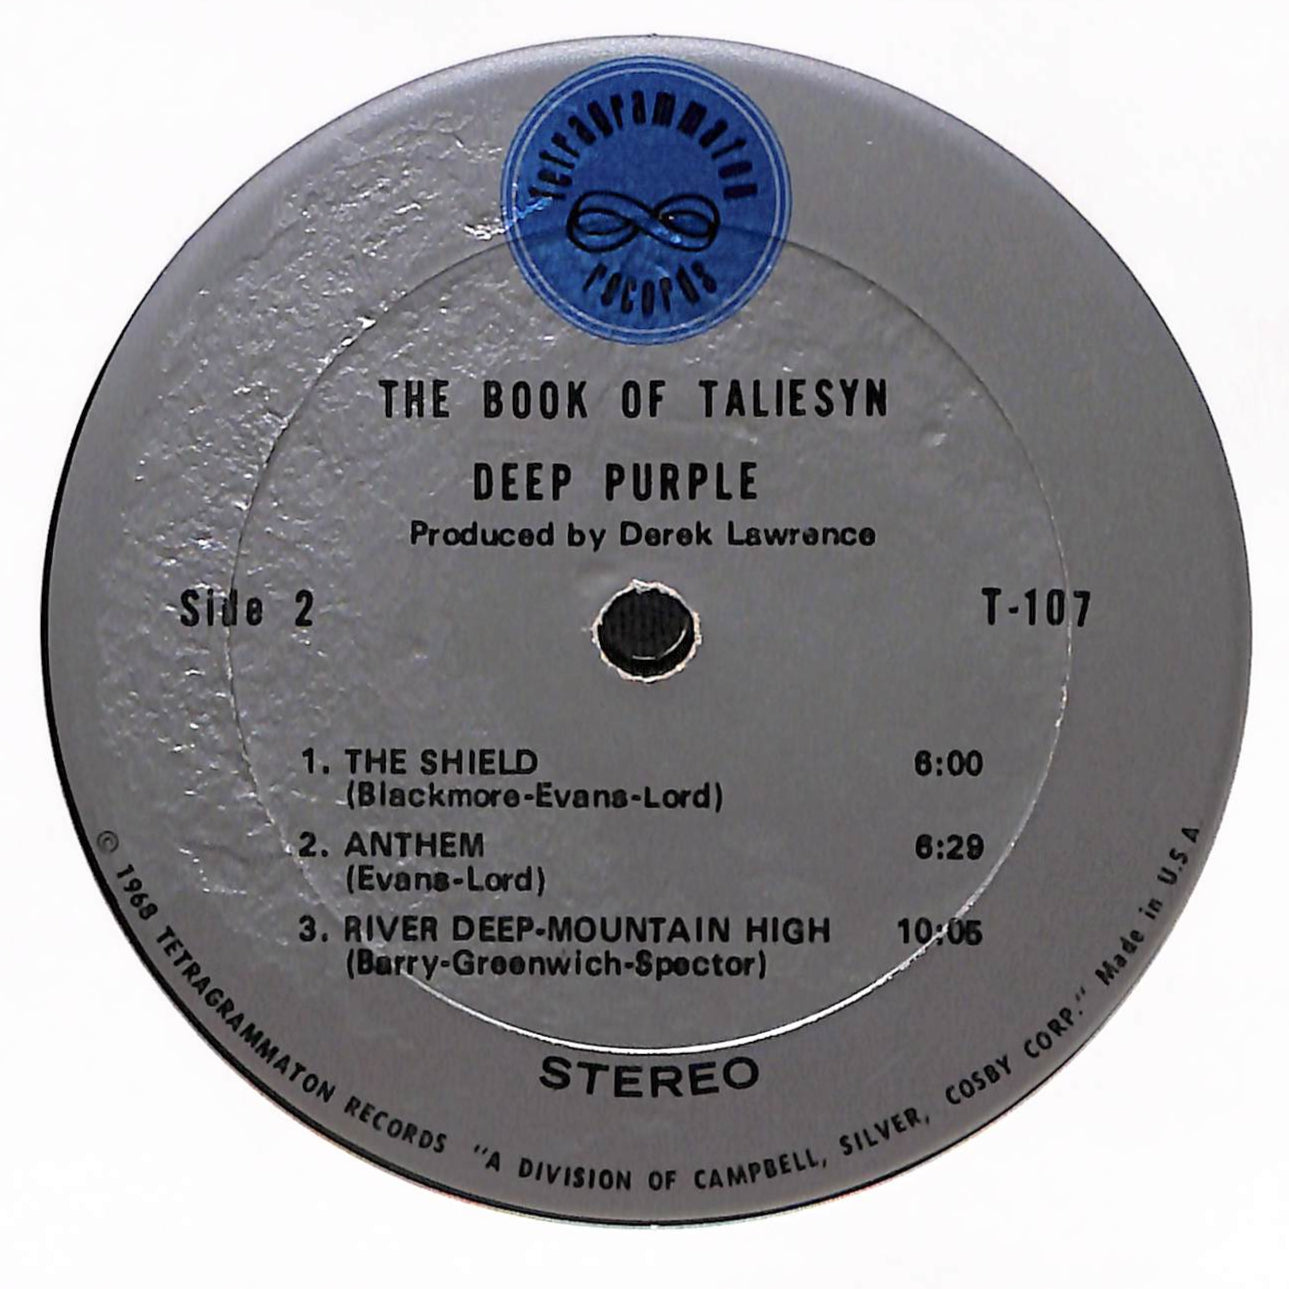 tetragrammaton
records
THE BOOK OF TALIESYN
DEEP PURPLE
Produced by Derek Lawrence
Side 2
T-107
1. THE SHIELD 6:00
(Blackmore-Evans-Lord)
2. ANTHEM 6:29
(Evans-Lord)
3. RIVER DEEP-MOUNTAIN HIGH 10:05
(Barry-Greenwich-Spector)
STEREO
© 1968 TETRAGRAMMATON RECORDS "A DIVISION OF CAMPBELL, SILVER, COSBY CORP." Made in U.S.A.